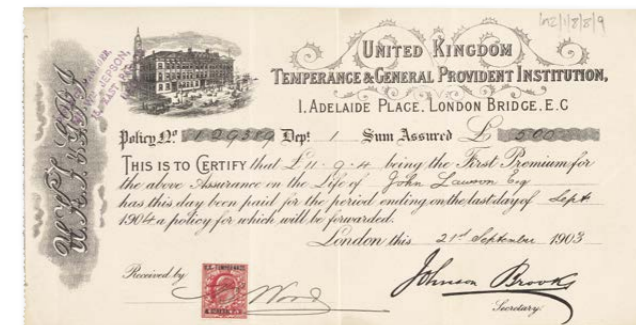 UNITED KINGDOM
TEMPERANCE & GENERAL PROVIDENT INSTITUTION,
1, ADELAIDE PLACE. LONDON BRIDGE. E.C
Policy No 129389 Dept 1 Sum Assured £ 500
THIS IS TO CERTIFY that £ 11 - 9 - 4 being the First Premium for
the above Assurance on the Life of John Lawson Esq
has this day been paid for the period ending on the last day of Sept
1904 a policy for which will be forwarded.
London this 21st September 1903
Received by Wood
Johnson Brooks
Secretary.